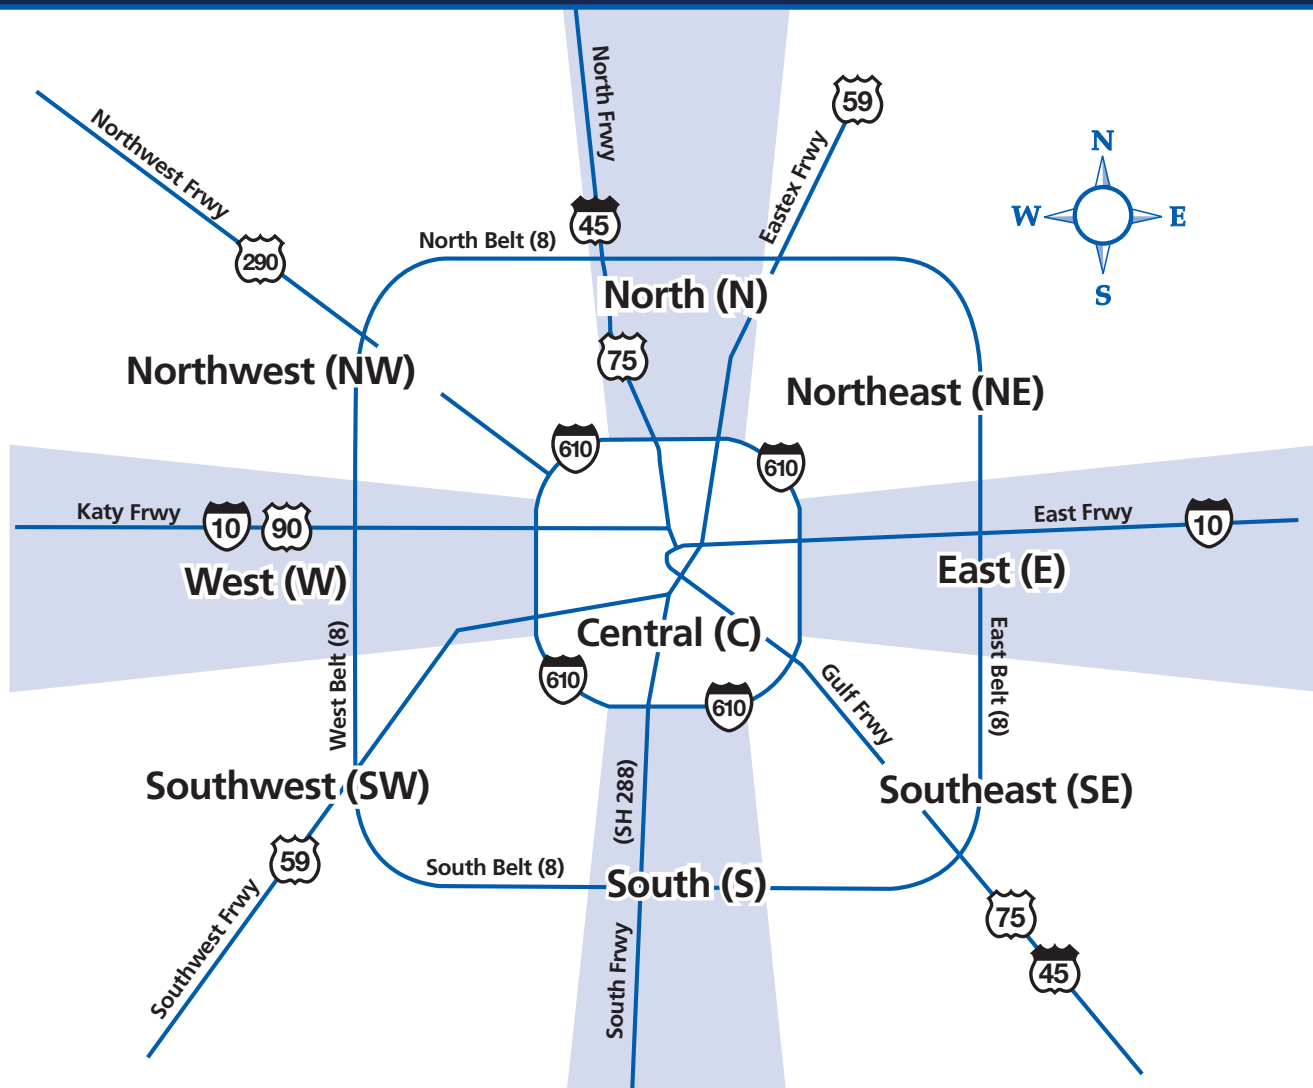 North Frwy
59
Northwest Frwy
Eastex Frwy
N
W
E
S
45
North Belt (8)
290
North (N)
75
Northwest (NW)
Northeast (NE)
610
610
Katy Frwy
10
90
East Frwy
10
West (W)
East (E)
Central (C)
West Belt (8)
East Belt (8)
610
610
Gulf Frwy
Southwest (SW)
Southeast (SE)
(SH 288)
59
South Belt (8)
South (S)
75
Southwest Frwy
South Frwy
45